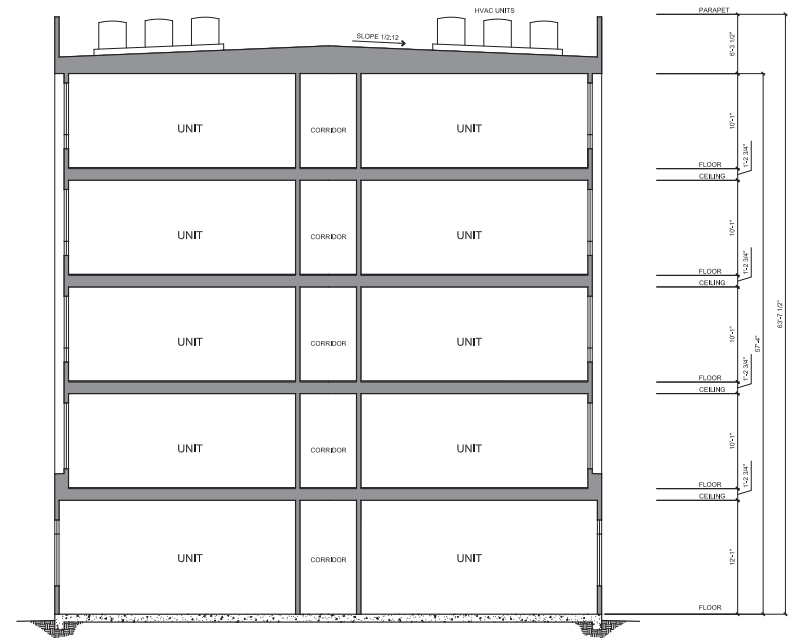 HVAC UNITS
PARAPET
SLOPE 1/2:12
6'-3 1/2"
UNIT
CORRIDOR
UNIT
10'-1"
FLOOR
CEILING
1'-2 3/4"
UNIT
CORRIDOR
UNIT
10'-1"
FLOOR
CEILING
1'-2 3/4"
63'-7 1/2"
57'-4"
UNIT
CORRIDOR
UNIT
10'-1"
FLOOR
CEILING
1'-2 3/4"
UNIT
CORRIDOR
UNIT
10'-1"
FLOOR
CEILING
1'-2 3/4"
UNIT
CORRIDOR
UNIT
12'-1"
FLOOR